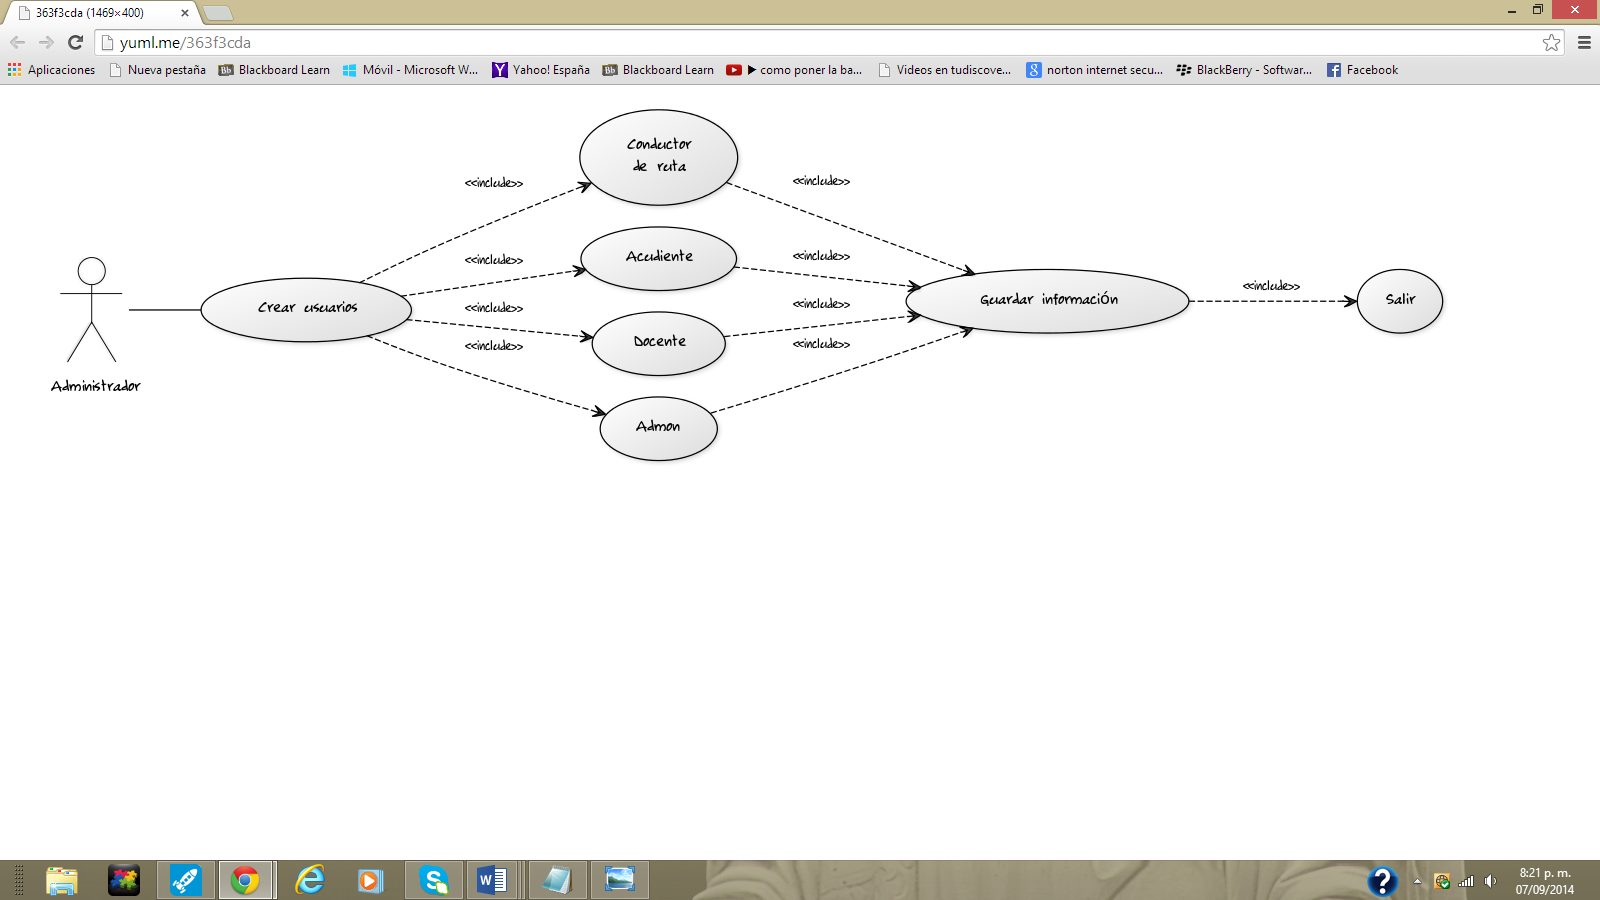 363f3cda (1469×400)
yuml.me/363f3cda
Aplicaciones
Nueva pestaña
Blackboard Learn
Móvil - Microsoft W...
Yahoo! España
Blackboard Learn
▶ como poner la ba...
Videos en tudiscove...
norton internet secu...
BlackBerry - Softwar...
Facebook
Conductor
de ruta
<<include>>
<<include>>
Acudiente
<<include>>
<<include>>
Crear usuarios
Guardar informaciÓn
<<include>>
Salir
<<include>>
<<include>>
Docente
<<include>>
<<include>>
Administrador
Admon
8:21 p. m.
07/09/2014